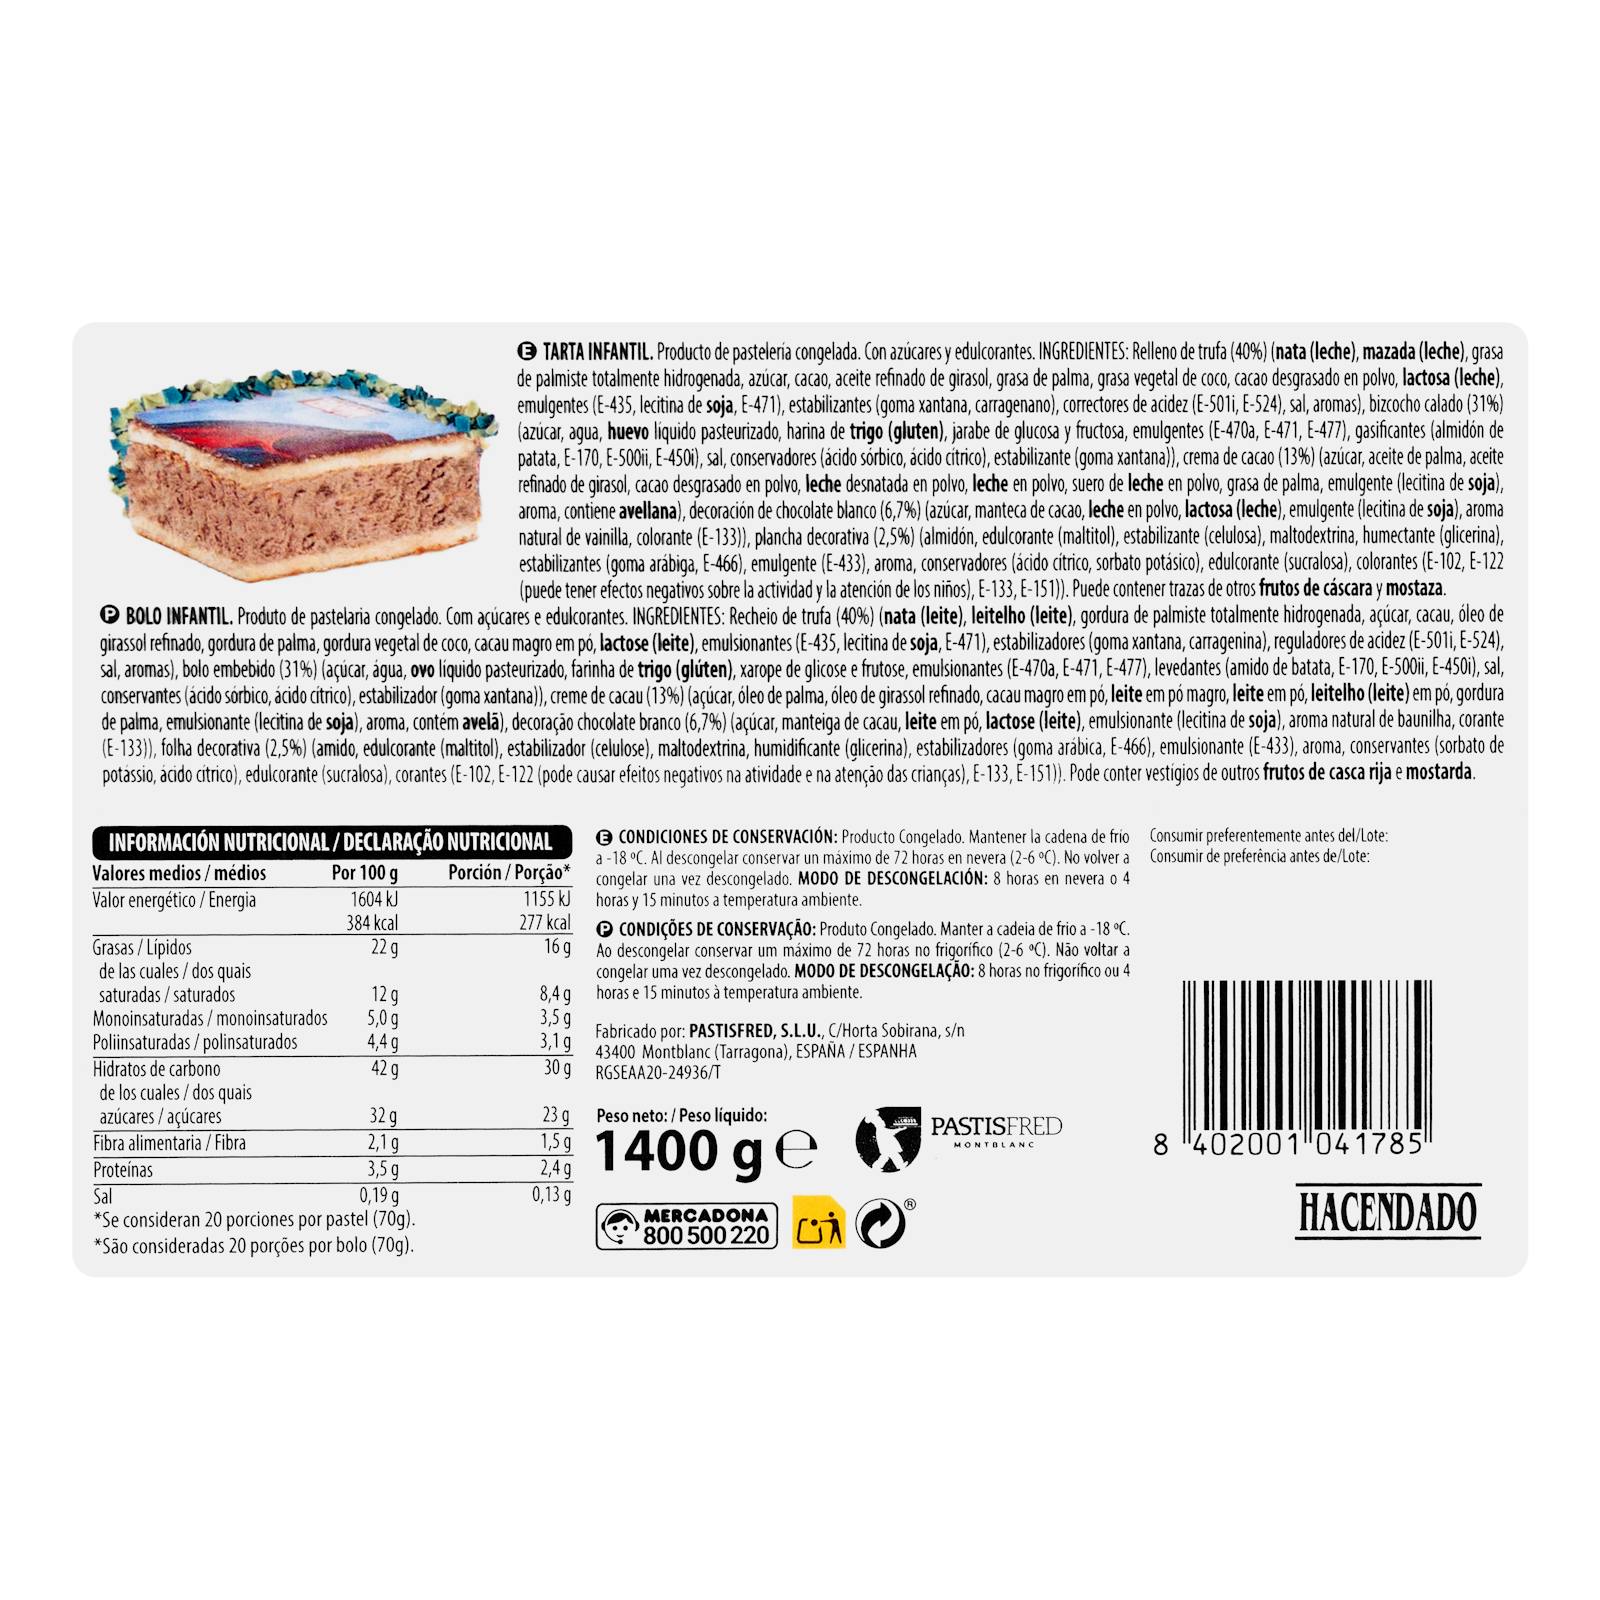 E TARTA INFANTIL. Producto de pastelería congelada. Con azúcares y edulcorantes. INGREDIENTES: Relleno de trufa (40%) (nata (leche), mazada (leche), grasa
de palmiste totalmente hidrogenada, azúcar, cacao, aceite refinado de girasol, grasa de palma, grasa vegetal de coco, cacao desgrasado en polvo, lactosa (leche),
emulgentes (E-435, lecitina de soja, E-471), estabilizantes (goma xantana, carragenano), correctores de acidez (E-501i, E-524), sal, aromas), bizcocho calado (31%)
(azúcar, agua, huevo líquido pasteurizado, harina de trigo (gluten), jarabe de glucosa y fructosa, emulgentes (E-470a, E-471, E-477), gasificantes (almidón de
patata, E-170, E-500ii, E-450i), sal, conservadores (ácido sórbico, ácido cítrico), estabilizante (goma xantana)), crema de cacao (13%) (azúcar, aceite de palma, aceite
refinado de girasol, cacao desgrasado en polvo, leche desnatada en polvo, leche en polvo, suero de leche en polvo, grasa de palma, emulgente (lecitina de soja),
aroma, contiene avellana), decoración de chocolate blanco (6,7%) (azúcar, manteca de cacao, leche en polvo, lactosa (leche), emulgente (lecitina de soja), aroma
natural de vainilla, colorante (E-133)), plancha decorativa (2,5%) (almidón, edulcorante (maltitol), estabilizante (celulosa), maltodextrina, humectante (glicerina),
estabilizantes (goma arábiga, E-466), emulgente (E-433), aroma, conservadores (ácido cítrico, sorbato potásico), edulcorante (sucralosa), colorantes (E-102, E-122
(puede tener efectos negativos sobre la actividad y la atención de los niños), E-133, E-151)). Puede contener trazas de otros frutos de cáscara y mostaza.
P BOLO INFANTIL. Produto de pastelaria congelado. Com açúcares e edulcorantes. INGREDIENTES: Recheio de trufa (40%) (nata (leite), leitelho (leite), gordura de palmiste totalmente hidrogenada, açúcar, cacau, óleo de
girassol refinado, gordura de palma, gordura vegetal de coco, cacau magro em pó, lactose (leite), emulsionantes (E-435, lecitina de soja, E-471), estabilizadores (goma xantana, carragenina), reguladores de acidez (E-501i, E-524),
sal, aromas), bolo embebido (31%) (açúcar, água, ovo líquido pasteurizado, farinha de trigo (glúten), xarope de glicose e frutose, emulsionantes (E-470a, E-471, E-477), levedantes (amido de batata, E-170, E-500ii, E-450i), sal,
conservantes (ácido sórbico, ácido cítrico), estabilizador (goma xantana)), creme de cacau (13%) (açúcar, óleo de palma, óleo de girassol refinado, cacau magro em pó, leite em pó magro, leite em pó, leitelho (leite) em pó, gordura
de palma, emulsionante (lecitina de soja), aroma, contém avelã), decoração chocolate branco (6,7%) (açúcar, manteiga de cacau, leite em pó, lactose (leite), emulsionante (lecitina de soja), aroma natural de baunilha, corante
(E-133)), folha decorativa (2,5%) (amido, edulcorante (maltitol), estabilizador (celulose), maltodextrina, humidificante (glicerina), estabilizadores (goma arábica, E-466), emulsionante (E-433), aroma, conservantes (sorbato de
potássio, ácido cítrico), edulcorante (sucralosa), corantes (E-102, E-122 (pode causar efeitos negativos na atividade e na atenção das crianças), E-133, E-151)). Pode conter vestígios de outros frutos de casca rija e mostarda.
INFORMACIÓN NUTRICIONAL / DECLARAÇÃO NUTRICIONAL
Valores medios / médios Por 100 g Porción / Porção*
Valor energético / Energia 1604 kJ 1155 kJ
384 kcal 277 kcal
Grasas / Lípidos 22 g 16 g
de las cuales / dos quais
saturadas / saturados 12 g 8,4 g
Monoinsaturadas / monoinsaturados 5,0 g 3,5 g
Poliinsaturadas / polinsaturados 4,4 g 3,1 g
Hidratos de carbono 42 g 30 g
de los cuales / dos quais
azúcares / açúcares 32 g 23 g
Fibra alimentaria / Fibra 2,1 g 1,5 g
Proteínas 3,5 g 2,4 g
Sal 0,19 g 0,13 g
*Se consideran 20 porciones por pastel (70g).
*São consideradas 20 porções por bolo (70g).
E CONDICIONES DE CONSERVACIÓN: Producto Congelado. Mantener la cadena de frío
a -18 ºC. Al descongelar conservar un máximo de 72 horas en nevera (2-6 ºC). No volver a
congelar una vez descongelado. MODO DE DESCONGELACIÓN: 8 horas en nevera o 4
horas y 15 minutos a temperatura ambiente.
P CONDIÇÕES DE CONSERVAÇÃO: Produto Congelado. Manter a cadeia de frio a -18 ºC.
Ao descongelar conservar um máximo de 72 horas no frigorífico (2-6 ºC). Não voltar a
congelar uma vez descongelado. MODO DE DESCONGELAÇÃO: 8 horas no frigorífico ou 4
horas e 15 minutos à temperatura ambiente.
Fabricado por: PASTISFRED, S.L.U., C/Horta Sobirana, s/n
43400 Montblanc (Tarragona), ESPAÑA / ESPANHA
RGSEAA20-24936/T
Peso neto: / Peso líquido:
1400 g e
PASTISFRED
MONTBLANC
MERCADONA
800 500 220
®
Consumir preferentemente antes del/Lote:
Consumir de preferência antes de/Lote:
8 402001 041785
HACENDADO